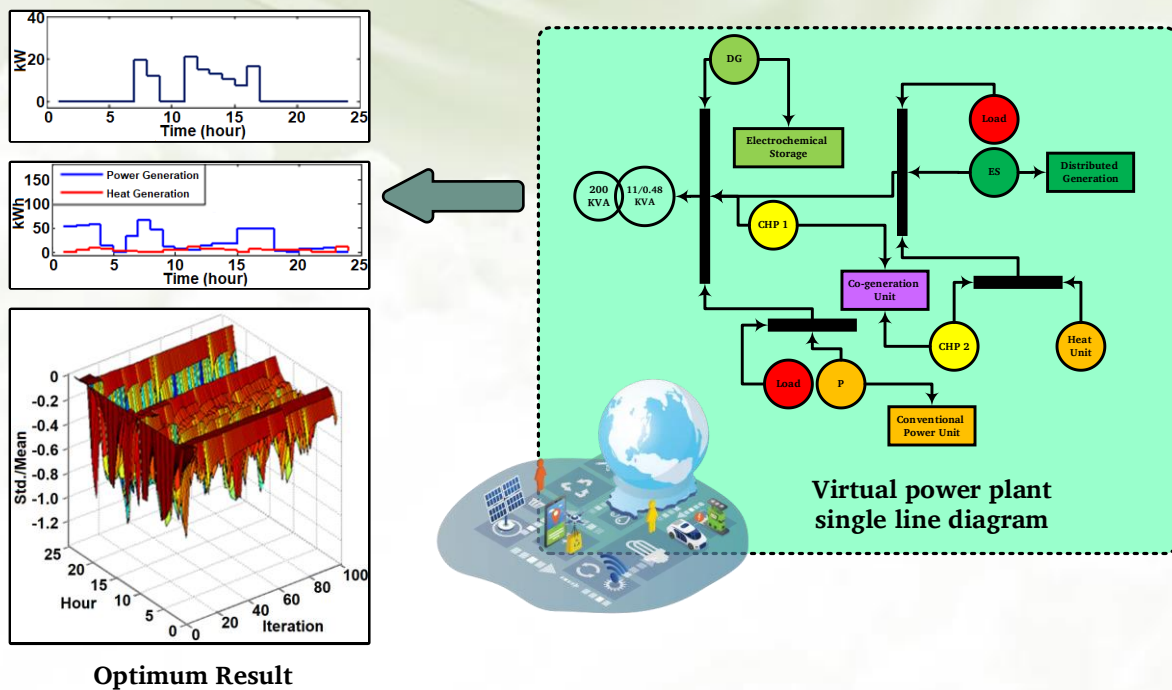 40
20
0
kW
0
5
10
15
20
25
Time (hour)
150
100
50
0
kWh
Power Generation
Heat Generation
0
5
10
15
20
25
Time (hour)
0
-0.2
-0.4
-0.6
-0.8
-1.0
-1.2
Std./Mean
25
20
15
10
5
0
Hour
0
20
40
60
80
100
Iteration
Optimum Result
DG
Electrochemical
Storage
Load
ES
Distributed
Generation
200
KVA
11/0.48
KVA
CHP 1
Co-generation
Unit
CHP 2
Heat
Unit
Load
P
Conventional
Power Unit
Virtual power plant
single line diagram